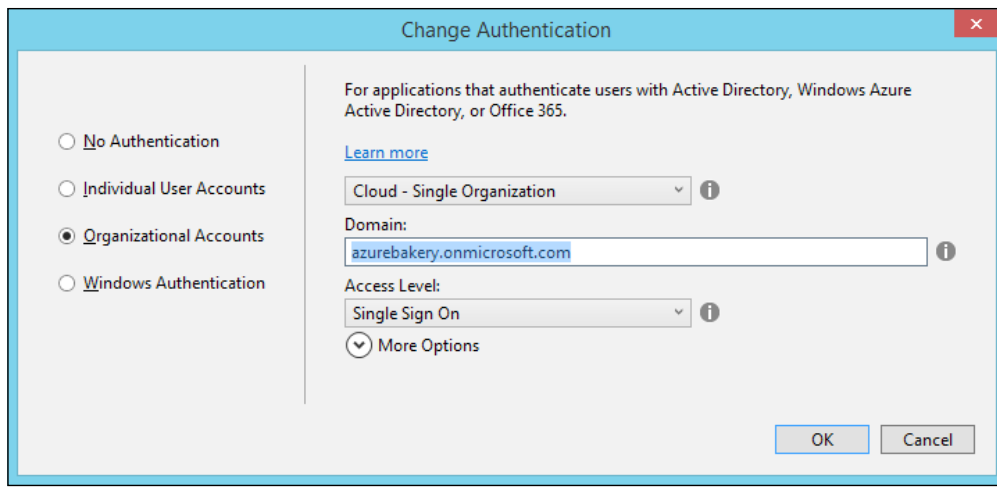 Change Authentication
No Authentication
Individual User Accounts
Organizational Accounts
Windows Authentication
For applications that authenticate users with Active Directory, Windows Azure
Active Directory, or Office 365.
Learn more
Cloud - Single Organization
Domain:
azurebakery.onmicrosoft.com
Access Level:
Single Sign On
More Options
OK
Cancel